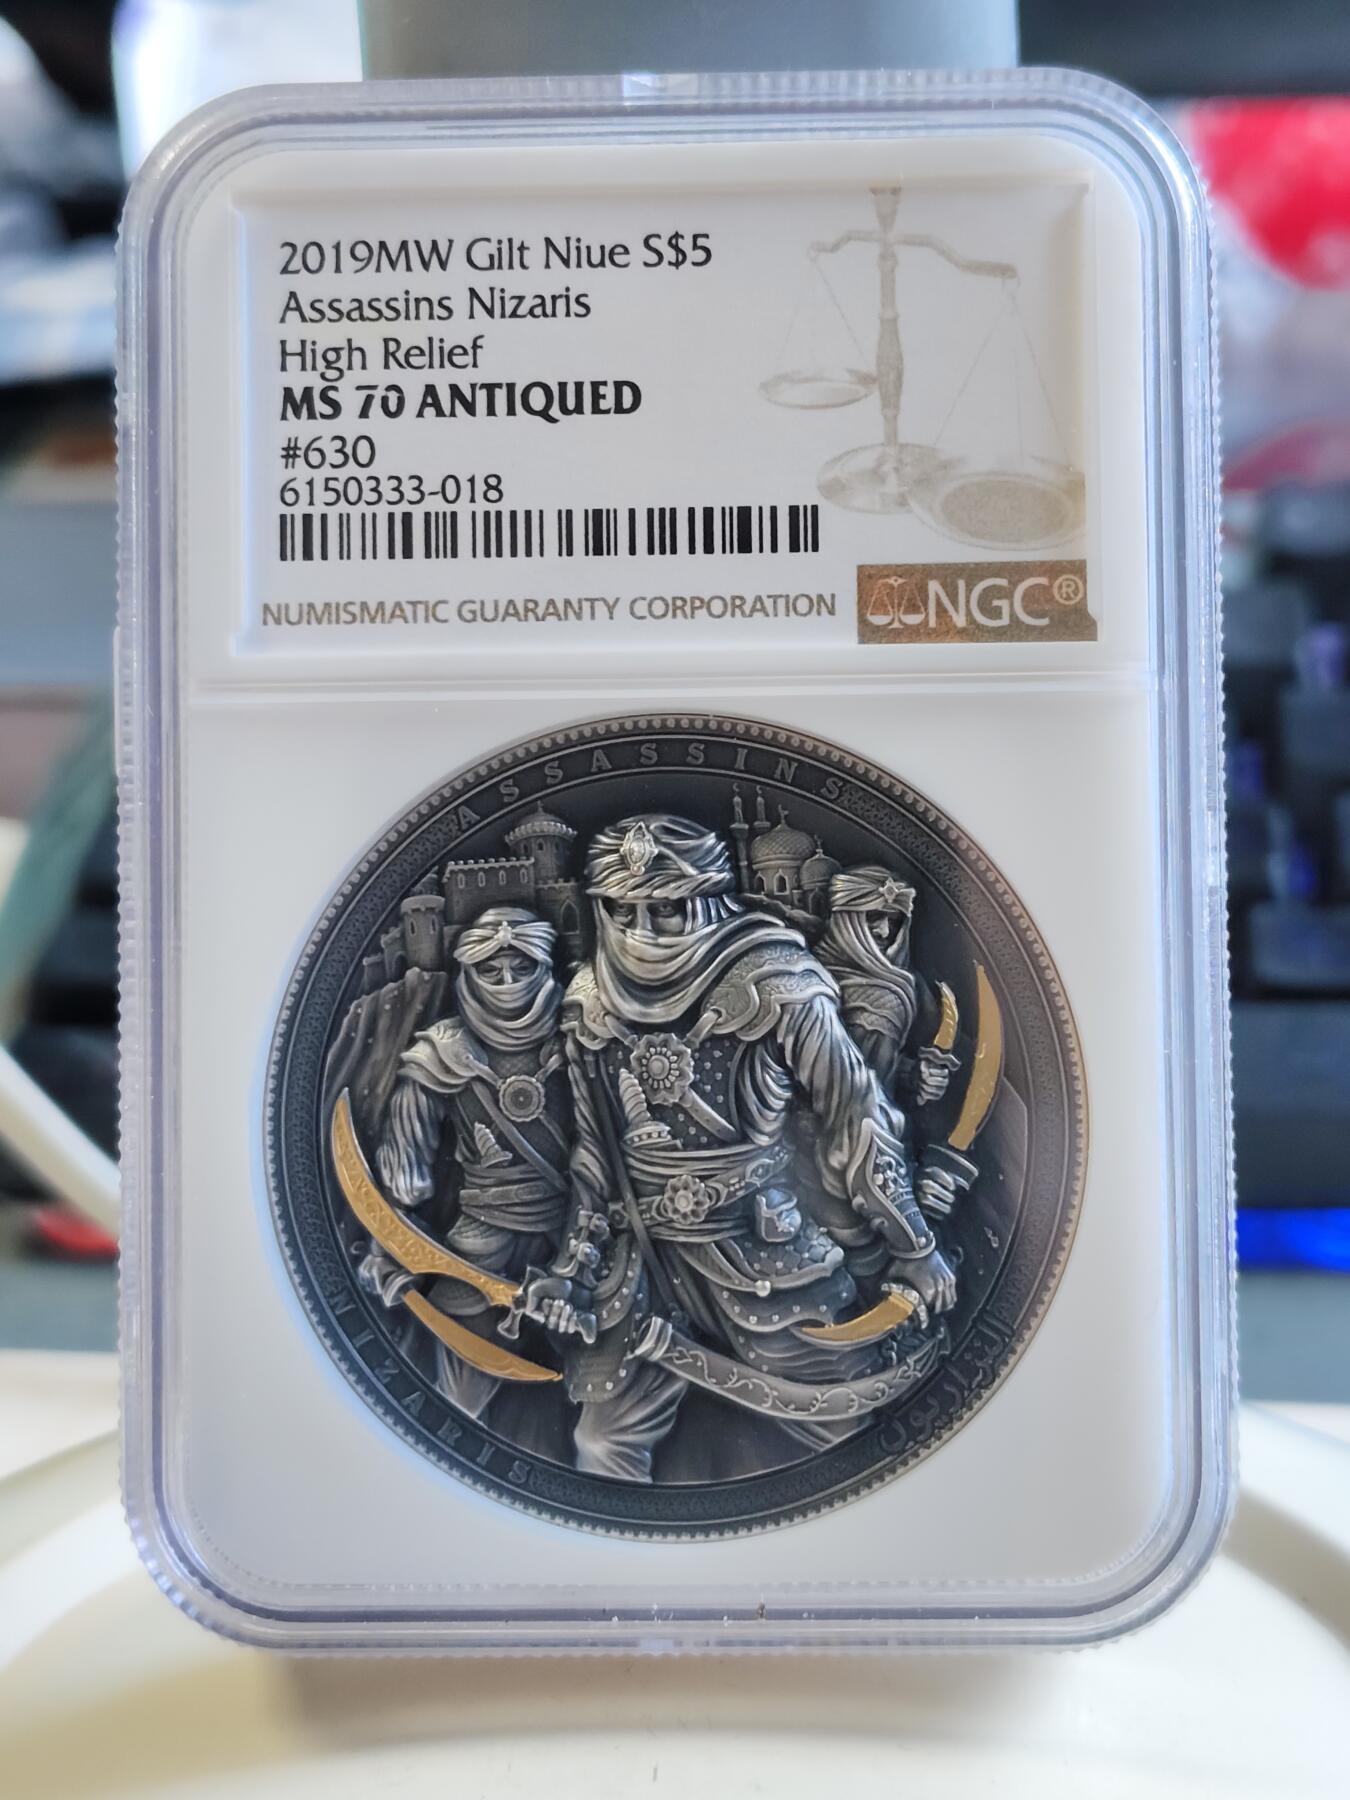 2019MW Gilt Niue S$5
Assassins Nizaris
High Relief
MS 70 ANTIQUED
#630
6150333-018
NUMISMATIC GUARANTY CORPORATION
NGC®
ASSASSINS
NIZARIS
النزاريون